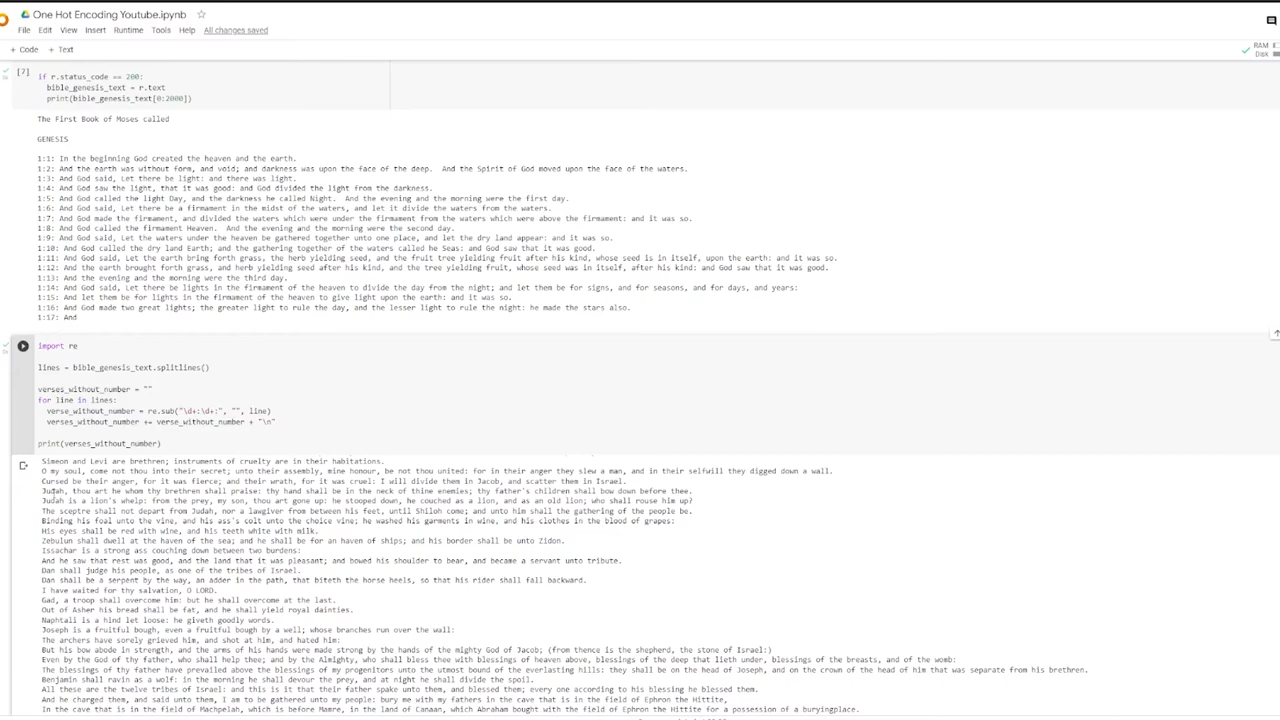 One Hot Encoding Youtube.ipynb
File Edit View Insert Runtime Tools Help All changes saved
+ Code + Text
RAM
Disk
[7]
if r.status_code == 200:
bible_genesis_text = r.text
print(bible_genesis_text[0:2000])
The First Book of Moses called
GENESIS
1:1: In the beginning God created the heaven and the earth.
1:2: And the earth was without form, and void; and darkness was upon the face of the deep. And the Spirit of God moved upon the face of the waters.
1:3: And God said, Let there be light: and there was light.
1:4: And God saw the light, that it was good: and God divided the light from the darkness.
1:5: And God called the light Day, and the darkness he called Night. And the evening and the morning were the first day.
1:6: And God said, Let there be a firmament in the midst of the waters, and let it divide the waters from the waters.
1:7: And God made the firmament, and divided the waters which were under the firmament from the waters which were above the firmament: and it was so.
1:8: And God called the firmament Heaven. And the evening and the morning were the second day.
1:9: And God said, Let the waters under the heaven be gathered together unto one place, and let the dry land appear: and it was so.
1:10: And God called the dry land Earth; and the gathering together of the waters called he Seas: and God saw that it was good.
1:11: And God said, Let the earth bring forth grass, the herb yielding seed, and the fruit tree yielding fruit after his kind, whose seed is in itself, upon the earth: and it was so.
1:12: And the earth brought forth grass, and herb yielding seed after his kind, and the tree yielding fruit, whose seed was in itself, after his kind: and God saw that it was good.
1:13: And the evening and the morning were the third day.
1:14: And God said, Let there be lights in the firmament of the heaven to divide the day from the night; and let them be for signs, and for seasons, and for days, and years:
1:15: And let them be for lights in the firmament of the heaven to give light upon the earth: and it was so.
1:16: And God made two great lights; the greater light to rule the day, and the lesser light to rule the night: he made the stars also.
1:17: And
import re
lines = bible_genesis_text.splitlines()
verses_without_number = ""
for line in lines:
verse_without_number = re.sub("\d+:\d+:", "", line)
verses_without_number += verse_without_number + "\n"
print(verses_without_number)
Simeon and Levi are brethren; instruments of cruelty are in their habitations.
O my soul, come not thou into their secret; unto their assembly, mine honour, be not thou united: for in their anger they slew a man, and in their selfwill they digged down a wall.
Cursed be their anger, for it was fierce; and their wrath, for it was cruel: I will divide them in Jacob, and scatter them in Israel.
Judah, thou art he whom thy brethren shall praise: thy hand shall be in the neck of thine enemies; thy father's children shall bow down before thee.
Judah is a lion's whelp: from the prey, my son, thou art gone up: he stooped down, he couched as a lion, and as an old lion; who shall rouse him up?
The sceptre shall not depart from Judah, nor a lawgiver from between his feet, until Shiloh come; and unto him shall the gathering of the people be.
Binding his foal unto the vine, and his ass's colt unto the choice vine; he washed his garments in wine, and his clothes in the blood of grapes:
His eyes shall be red with wine, and his teeth white with milk.
Zebulun shall dwell at the haven of the sea; and he shall be for an haven of ships; and his border shall be unto Zidon.
Issachar is a strong ass couching down between two burdens:
And he saw that rest was good, and the land that it was pleasant; and bowed his shoulder to bear, and became a servant unto tribute.
Dan shall judge his people, as one of the tribes of Israel.
Dan shall be a serpent by the way, an adder in the path, that biteth the horse heels, so that his rider shall fall backward.
I have waited for thy salvation, O LORD.
Gad, a troop shall overcome him: but he shall overcome at the last.
Out of Asher his bread shall be fat, and he shall yield royal dainties.
Naphtali is a hind let loose: he giveth goodly words.
Joseph is a fruitful bough, even a fruitful bough by a well; whose branches run over the wall:
The archers have sorely grieved him, and shot at him, and hated him:
But his bow abode in strength, and the arms of his hands were made strong by the hands of the mighty God of Jacob; (from thence is the shepherd, the stone of Israel:)
Even by the God of thy father, who shall help thee; and by the Almighty, who shall bless thee with blessings of heaven above, blessings of the deep that lieth under, blessings of the breasts, and of the womb:
The blessings of thy father have prevailed above the blessings of my progenitors unto the utmost bound of the everlasting hills: they shall be on the head of Joseph, and on the crown of the head of him that was separate from his brethren.
Benjamin shall ravin as a wolf: in the morning he shall devour the prey, and at night he shall divide the spoil.
All these are the twelve tribes of Israel: and this is it that their father spake unto them, and blessed them; every one according to his blessing he blessed them.
And he charged them, and said unto them, I am to be gathered unto my people: bury me with my fathers in the cave that is in the field of Ephron the Hittite,
In the cave that is in the field of Machpelah, which is before Mamre, in the land of Canaan, which Abraham bought with the field of Ephron the Hittite for a possession of a buryingplace.